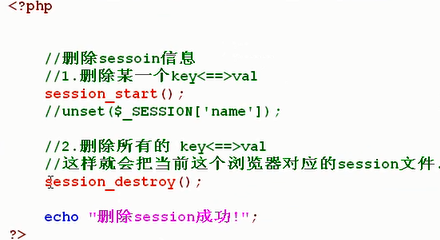 <?php
//删除sessoin信息
//1.删除某一个key<==>val
session_start();
//unset($_SESSION['name']);
//2.删除所有的 key<==>val
//这样就会把当前这个浏览器对应的session文件.
session_destroy();
echo "删除session成功!";
?>